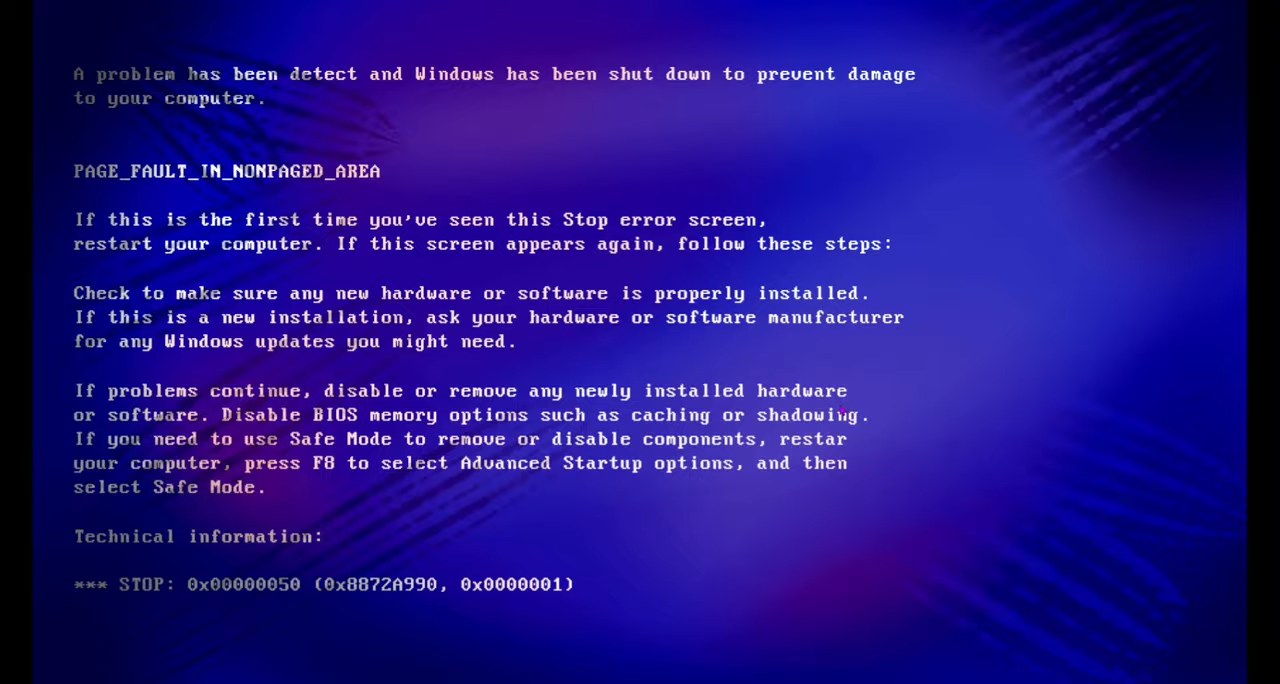 A problem has been detect and Windows has been shut down to prevent damage
to your computer.
PAGE_FAULT_IN_NONPAGED_AREA
If this is the first time you've seen this Stop error screen,
restart your computer. If this screen appears again, follow these steps:
Check to make sure any new hardware or software is properly installed.
If this is a new installation, ask your hardware or software manufacturer
for any Windows updates you might need.
If problems continue, disable or remove any newly installed hardware
or software. Disable BIOS memory options such as caching or shadowing.
If you need to use Safe Mode to remove or disable components, restar
your computer, press F8 to select Advanced Startup options, and then
select Safe Mode.
Technical information:
*** STOP: 0x00000050 (0x8872A990, 0x0000001)